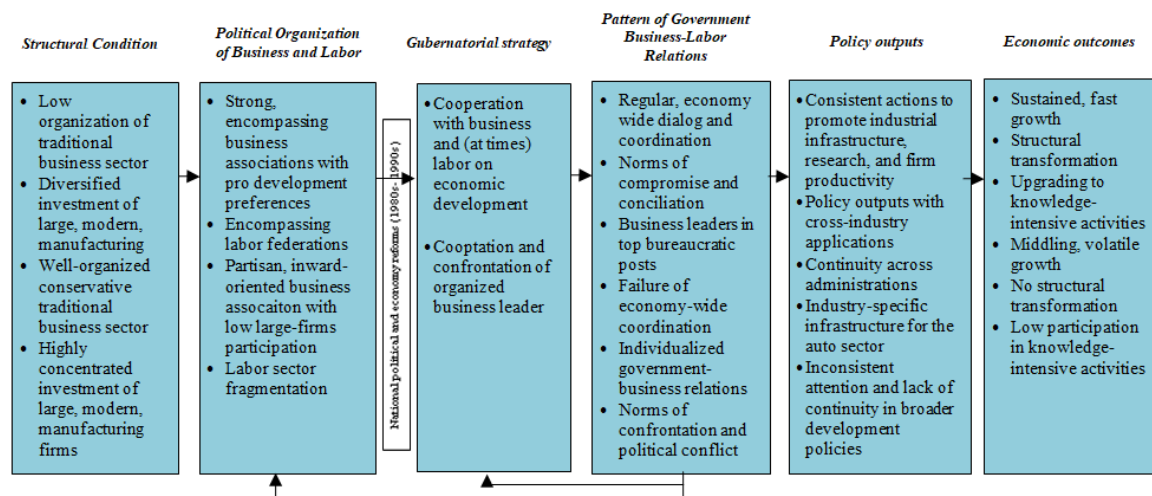 Structural Condition
Political Organization
of Business and Labor
Gubernatorial strategy
Pattern of Government
Business-Labor
Relations
Policy outputs
Economic outcomes
• Low
organization of
traditional
business sector
• Diversified
investment of
large, modern,
manufacturing
• Well-organized
conservative
traditional
business sector
• Highly
concentrated
investment of
large, modern,
manufacturing
firms
• Strong,
encompassing
business
associations with
pro development
preferences
• Encompassing
labor federations
• Partisan, inward-
oriented business
assocaiton with
low large-firms
participation
• Labor sector
fragmentation
National political and economy reforms (1980s- 1990s)
• Cooperation
with business
and (at times)
labor on
economic
development
• Cooptation and
confrontation of
organized
business leader
• Regular, economy
wide dialog and
coordination
• Norms of
compromise and
conciliation
• Business leaders in
top bureaucratic
posts
• Failure of
economy-wide
coordination
• Individualized
government-
business relations
• Norms of
confrontation and
political conflict
• Consistent actions to
promote industrial
infrastructure,
research, and firm
productivity
• Policy outputs with
cross-industry
applications
• Continuity across
administrations
• Industry-specific
infrastructure for the
auto sector
• Inconsistent
attention and lack of
continuity in broader
development
policies
• Sustained, fast
growth
• Structural
transformation
• Upgrading to
knowledge-
intensive activities
• Middling, volatile
growth
• No structural
transformation
• Low participation
in knowledge-
intensive activities